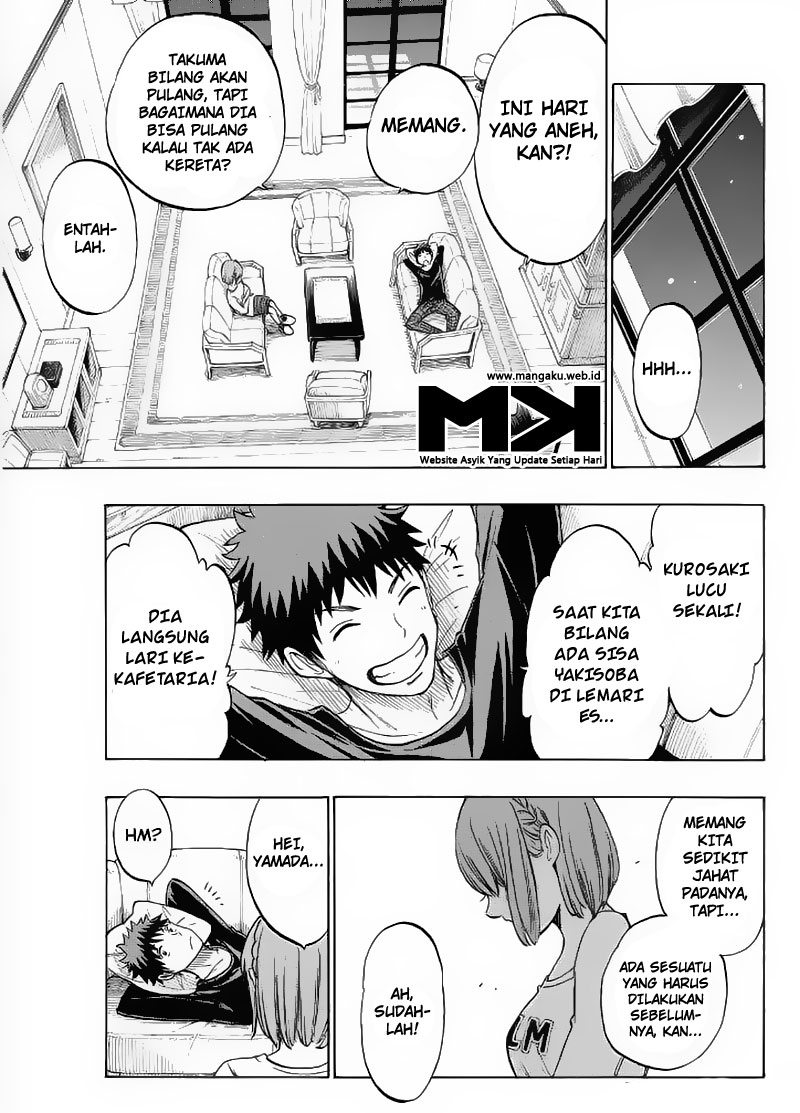 HHH...
INI HARI
YANG ANEH,
KAN?!
MEMANG.
TAKUMA
BILANG AKAN
PULANG, TAPI
BAGAIMANA DIA
BISA PULANG
KALAU TAK ADA
KERETA?
ENTAH-
LAH.
www.mangaku.web.id
MK
Website Asyik Yang Update Setiap Hari
KUROSAKI
LUCU
SEKALI!
SAAT KITA
BILANG
ADA SISA
YAKISOBA
DI LEMARI
ES...
DIA
LANGSUNG
LARI KE-
KAFETARIA!
MEMANG
KITA
SEDIKIT
JAHAT
PADANYA,
TAPI...
ADA SESUATU
YANG HARUS
DILAKUKAN
SEBELUM-
NYA, KAN...
AH,
SUDAH-
LAH!
LM
HEI,
YAMADA...
HM?